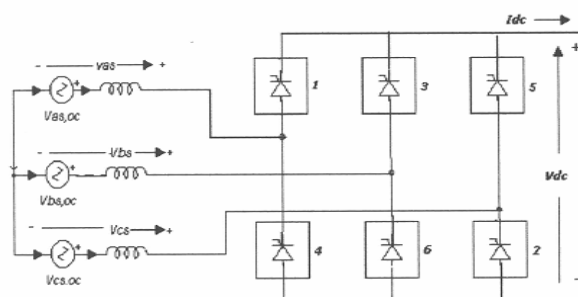 Idc
+
- vas +
1
3
5
+
Vas,oc
- Vbs +
Vdc
+
Vbs,oc
- Vcs +
4
6
2
+
Vcs,oc
-